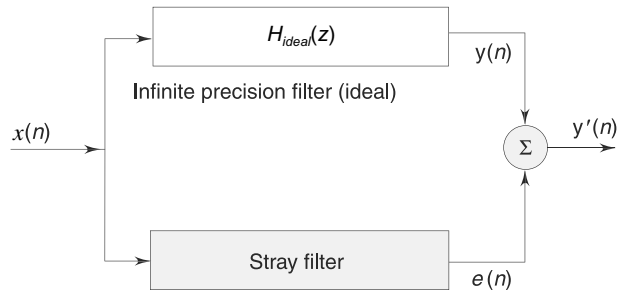 H_ideal(z)
y(n)
Infinite precision filter (ideal)
x(n)
Σ
y′(n)
Stray filter
e(n)